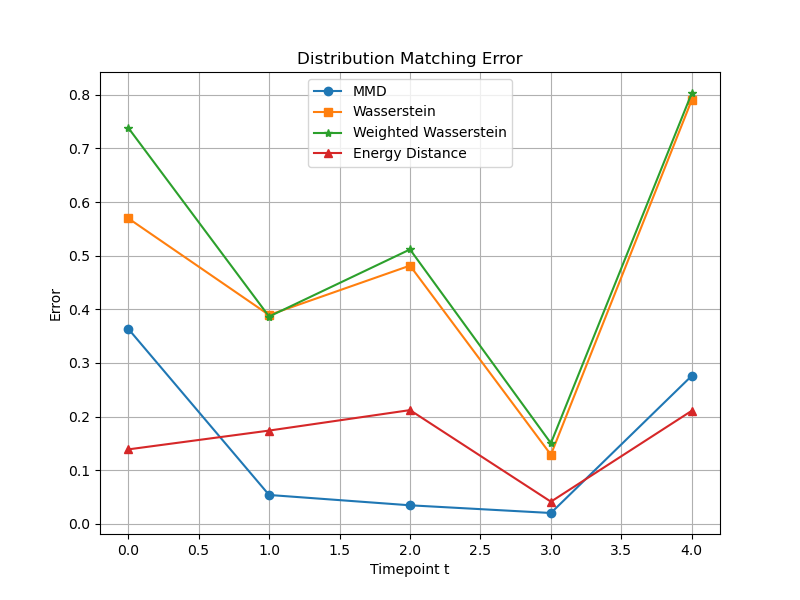 Distribution Matching Error
MMD
Wasserstein
Weighted Wasserstein
Energy Distance
Error
0.8
0.7
0.6
0.5
0.4
0.3
0.2
0.1
0.0
0.0 0.5 1.0 1.5 2.0 2.5 3.0 3.5 4.0
Timepoint t